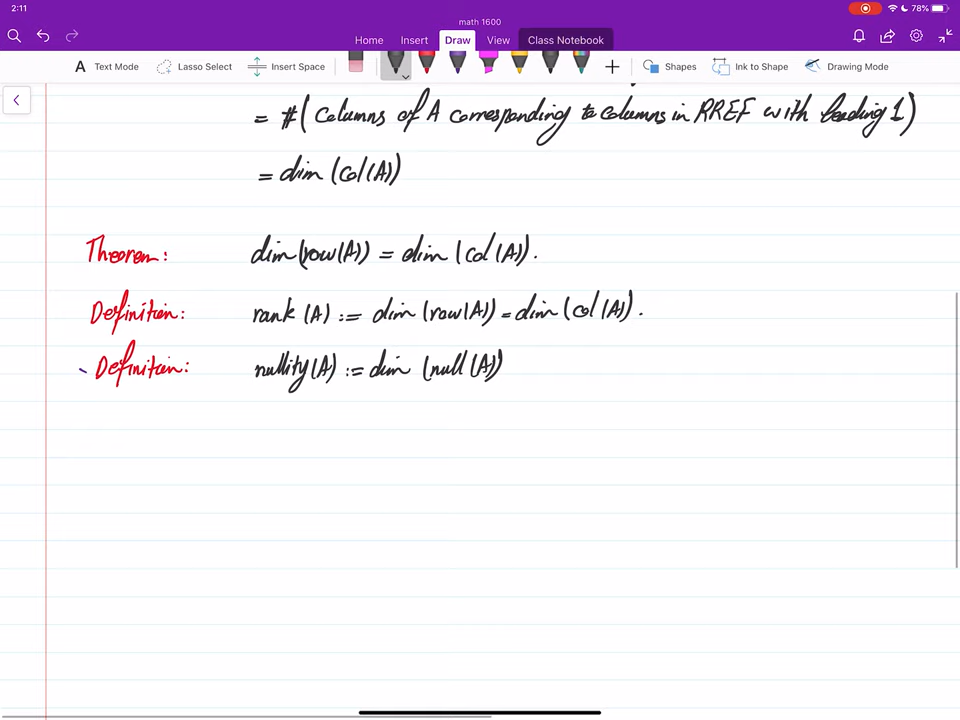 2:11
78%
math 1600
Home Insert Draw View Class Notebook
Text Mode Lasso Select Insert Space Shapes Ink to Shape Drawing Mode
= #( Columns of A corresponding to columns in RREF with leading 1 )
= dim (col(A))
Theorem: dim(row(A)) = dim (col(A)).
Definition: rank (A) := dim (row(A)) = dim (col(A)).
Definition: nullity(A) := dim (null(A))